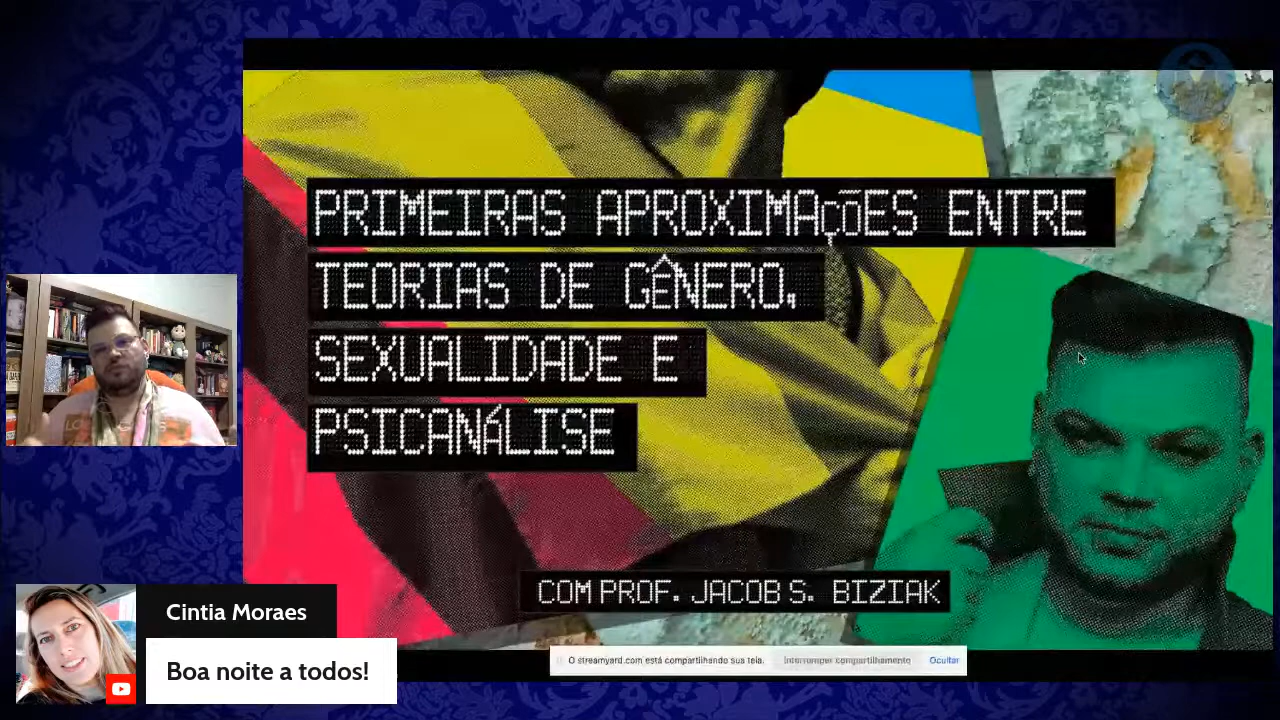 PRIMEIRAS APROXIMAÇÕES ENTRE
TEORIAS DE GÊNERO,
SEXUALIDADE E
PSICANÁLISE
COM PROF. JACOB S. BIZIAK
O streamyard.com está compartilhando sua tela. Interromper compartilhamento Ocultar
Cintia Moraes
Boa noite a todos!